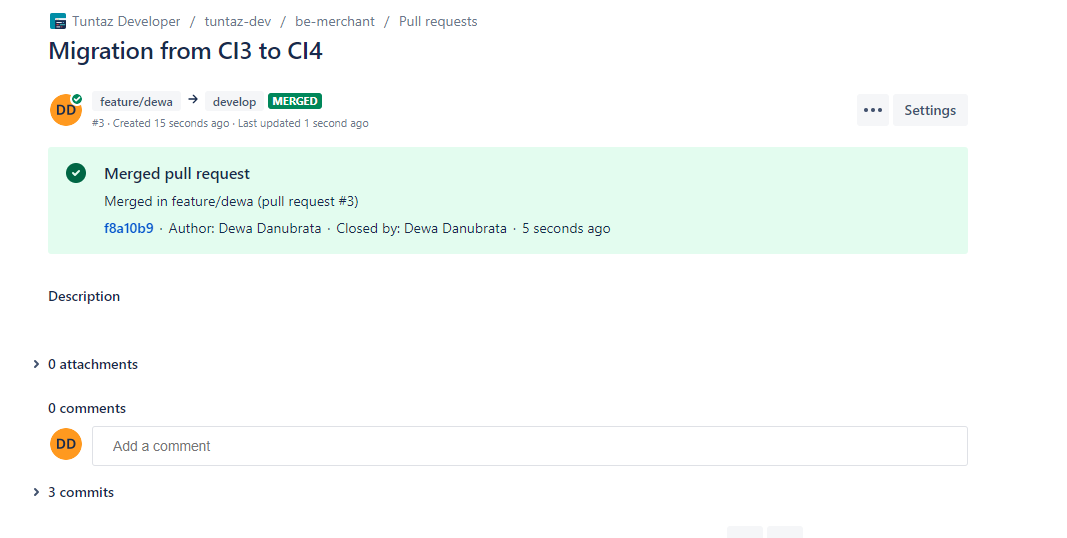 Tuntaz Developer / tuntaz-dev / be-merchant / Pull requests
Migration from CI3 to CI4
DD feature/dewa → develop MERGED
#3 · Created 15 seconds ago · Last updated 1 second ago
••• Settings
Merged pull request
Merged in feature/dewa (pull request #3)
f8a10b9 · Author: Dewa Danubrata · Closed by: Dewa Danubrata · 5 seconds ago
Description
0 attachments
0 comments
DD Add a comment
3 commits